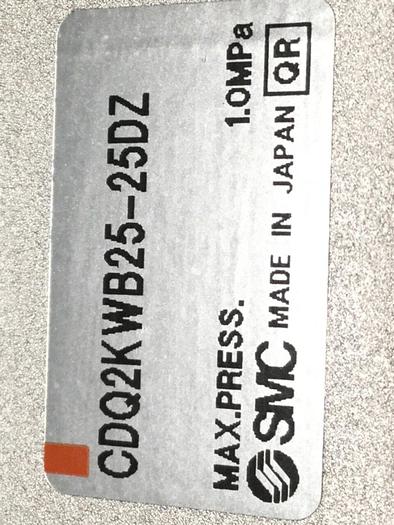 CDQ2KWB25-25DZ
MAX.PRESS. 1.0MPa
SMC MADE IN JAPAN QR